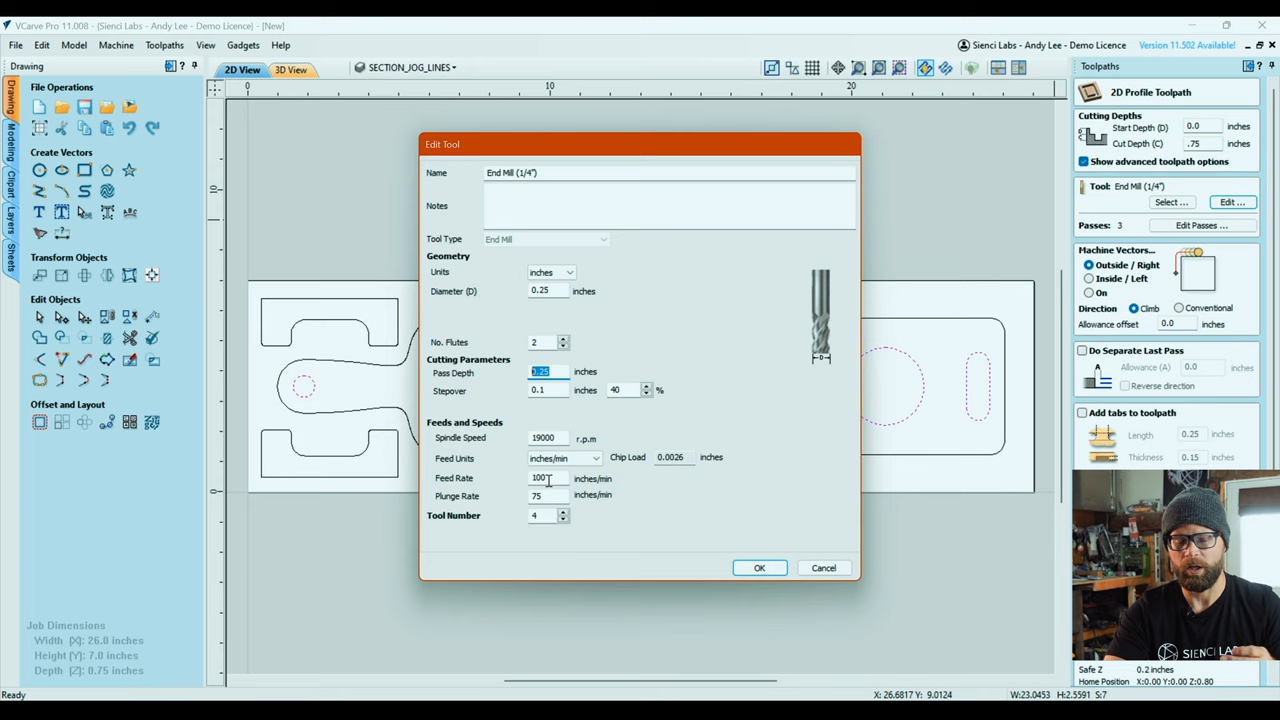 VCarve Pro 11.008 - {Sienci Labs - Andy Lee - Demo Licence} - [New]
File Edit Model Machine Toolpaths View Gadgets Help
Sienci Labs - Andy Lee - Demo Licence Version 11.502 Available!
Drawing
2D View 3D View SECTION_JOG_LINES
Toolpaths
0 10 20
10
0
Drawing
Modeling
Clipart
Layers
Sheets
File Operations
Create Vectors
Transform Objects
Edit Objects
Offset and Layout
Job Dimensions
Width (X): 26.0 inches
Height (Y): 7.0 inches
Depth (Z): 0.75 inches
Edit Tool
Name End Mill (1/4")
Notes
Tool Type End Mill
Geometry
Units inches
Diameter (D) 0.25 inches
No. Flutes 2
Cutting Parameters
Pass Depth 0.25 inches
Stepover 0.1 inches 40 %
Feeds and Speeds
Spindle Speed 19000 r.p.m
Feed Units inches/min Chip Load 0.0026 inches
Feed Rate 100 inches/min
Plunge Rate 75 inches/min
Tool Number 4
D
OK Cancel
2D Profile Toolpath
Cutting Depths
Start Depth (D) 0.0 inches
Cut Depth (C) .75 inches
Show advanced toolpath options
Tool: End Mill (1/4")
Select ... Edit ...
Passes: 3 Edit Passes ...
Machine Vectors...
Outside / Right
Inside / Left
On
Direction Climb Conventional
Allowance offset 0.0 inches
Do Separate Last Pass
Allowance (A) 0.0 inches
Reverse direction
Add tabs to toolpath
Length 0.25 inches
Thickness 0.15 inches
SIENCI LAB
Safe Z 0.2 inches
Home Position X:0.00 Y:0.00 Z:0.80
Ready
X: 26.6817 Y: 9.0124
W:23.0453 H:2.5591 S:7